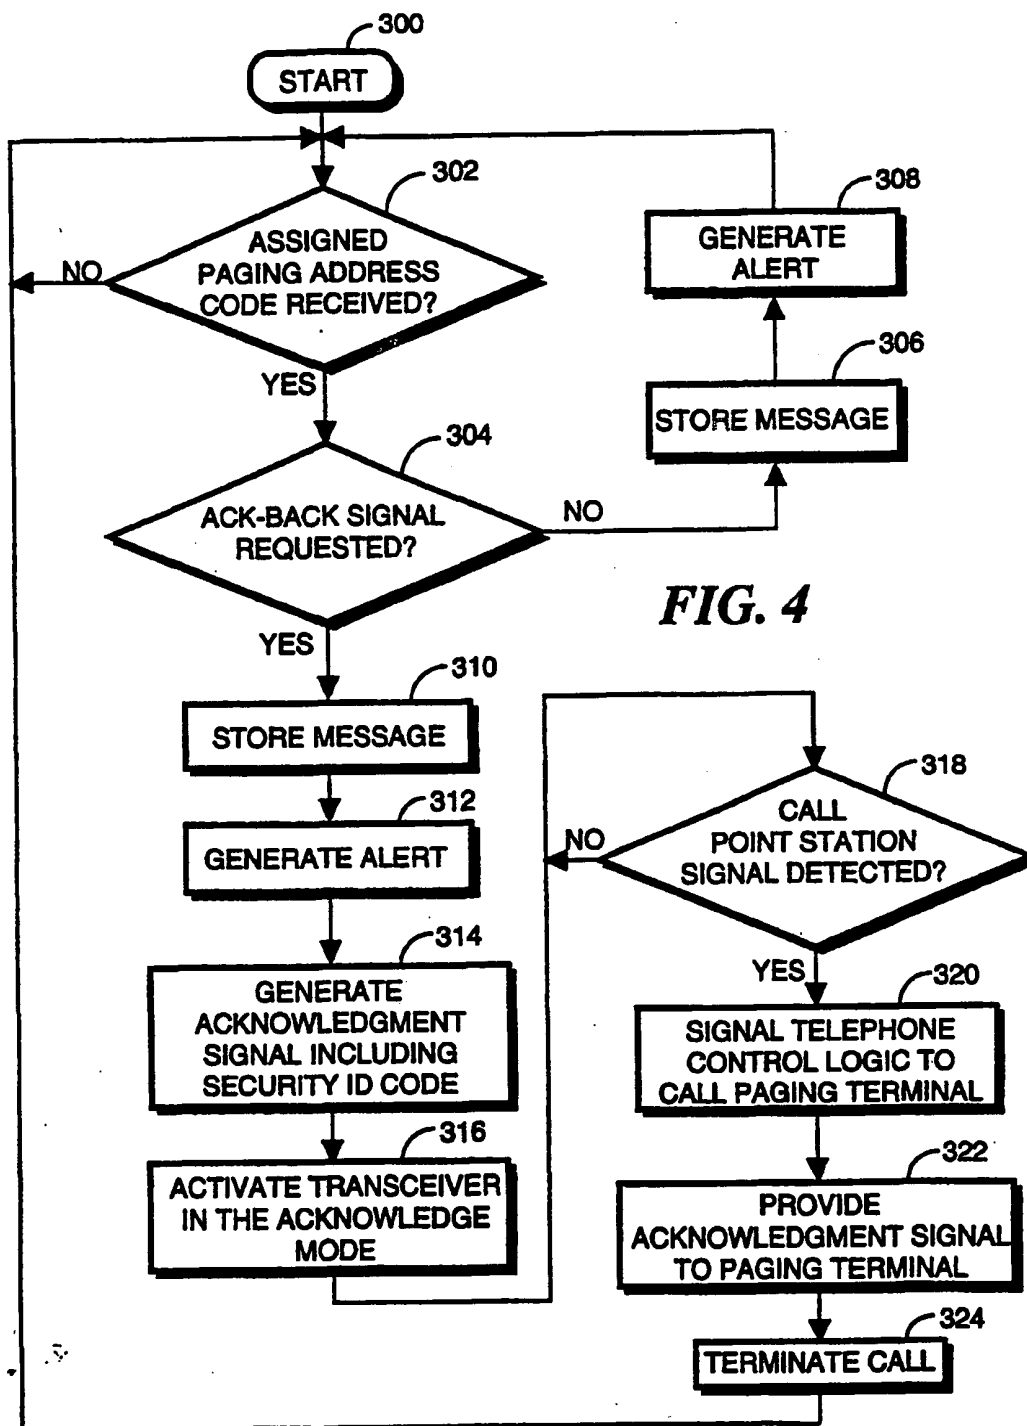 300
START
302
ASSIGNED
PAGING ADDRESS
CODE RECEIVED?
NO
YES
308
GENERATE
ALERT
306
STORE MESSAGE
304
ACK-BACK SIGNAL
REQUESTED?
NO
YES
FIG. 4
310
STORE MESSAGE
312
GENERATE ALERT
314
GENERATE
ACKNOWLEDGMENT
SIGNAL INCLUDING
SECURITY ID CODE
316
ACTIVATE TRANSCEIVER
IN THE ACKNOWLEDGE
MODE
318
CALL
POINT STATION
SIGNAL DETECTED?
NO
YES
320
SIGNAL TELEPHONE
CONTROL LOGIC TO
CALL PAGING TERMINAL
322
PROVIDE
ACKNOWLEDGMENT SIGNAL
TO PAGING TERMINAL
324
TERMINATE CALL